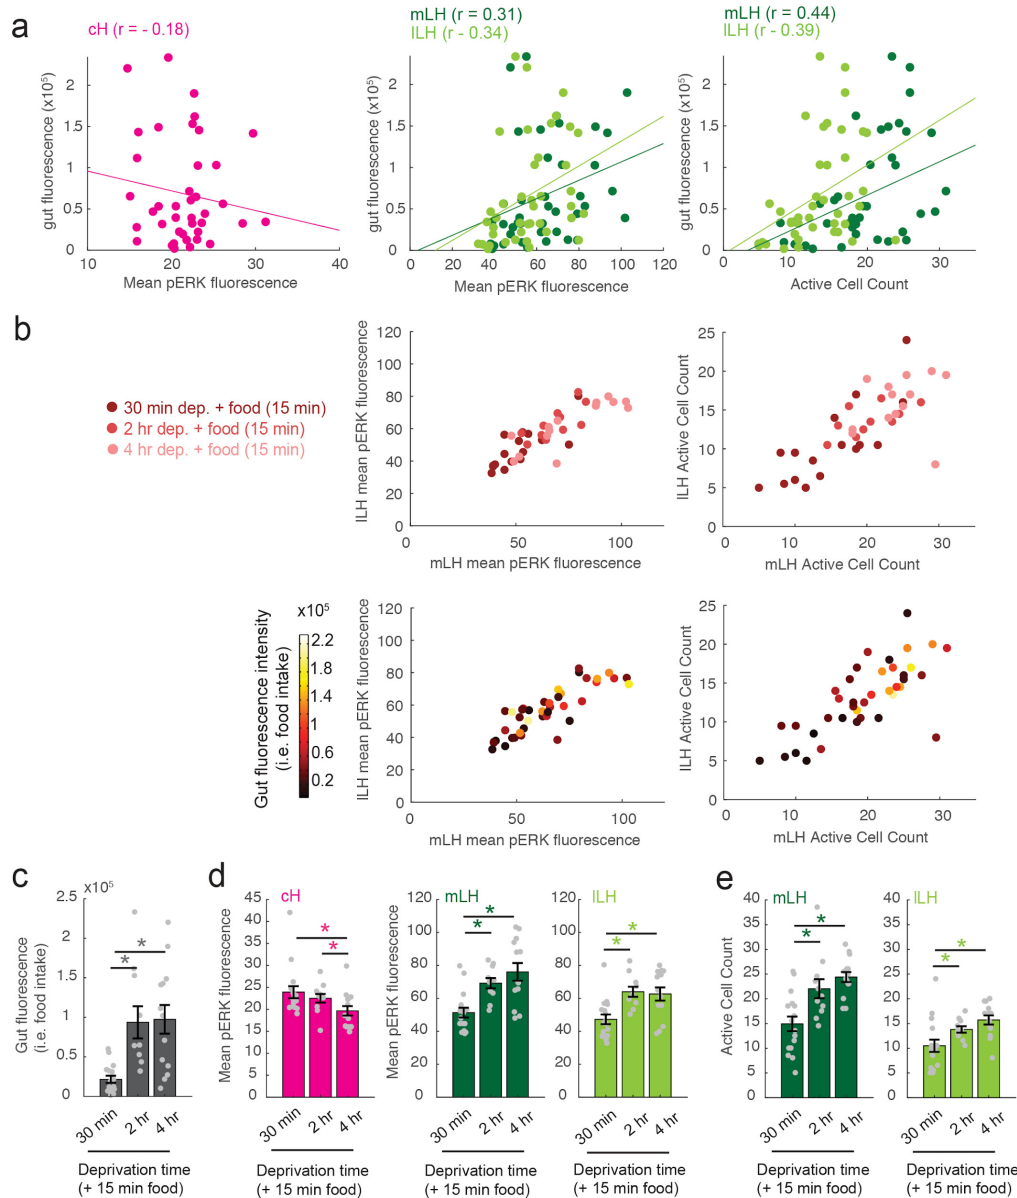 a
cH (r = - 0.18)
mLH (r = 0.31)
lLH (r - 0.34)
mLH (r = 0.44)
lLH (r - 0.39)
gut fluorescence (x10⁵)
2
1.5
1
0.5
0
10
20
30
40
Mean pERK fluorescence
gut fluorescence (x10⁵)
2
1.5
1
0.5
0
0
20
40
60
80
100
120
Mean pERK fluorescence
gut fluorescence (x10⁵)
2
1.5
1
0.5
0
0
10
20
30
Active Cell Count
b
30 min dep. + food (15 min)
2 hr dep. + food (15 min)
4 hr dep. + food (15 min)
lLH mean pERK fluorescence
120
100
80
60
40
20
0
0
50
100
mLH mean pERK fluorescence
lLH Active Cell Count
25
20
15
10
5
0
0
10
20
30
mLH Active Cell Count
Gut fluorescence intensity
(i.e. food intake)
x10⁵
2.2
1.8
1.4
1
0.6
0.2
lLH mean pERK fluorescence
120
100
80
60
40
20
0
0
50
100
mLH mean pERK fluorescence
lLH Active Cell Count
25
20
15
10
5
0
0
10
20
30
mLH Active Cell Count
c
Gut fluorescence
(i.e. food intake)
x10⁵
2.5
2
1.5
1
0.5
0
*
*
30 min
2 hr
4 hr
Deprivation time
(+ 15 min food)
d
cH
Mean pERK fluorescence
45
40
35
30
25
20
15
10
5
0
*
*
30 min
2 hr
4 hr
Deprivation time
(+ 15 min food)
mLH
Mean pERK fluorescence
120
100
80
60
40
20
0
*
*
30 min
2 hr
4 hr
Deprivation time
(+ 15 min food)
lLH
120
100
80
60
40
20
0
*
*
30 min
2 hr
4 hr
Deprivation time
(+ 15 min food)
e
mLH
Active Cell Count
40
35
30
25
20
15
10
5
0
*
*
30 min
2 hr
4 hr
Deprivation time
(+ 15 min food)
lLH
40
35
30
25
20
15
10
5
0
*
*
30 min
2 hr
4 hr
Deprivation time
(+ 15 min food)